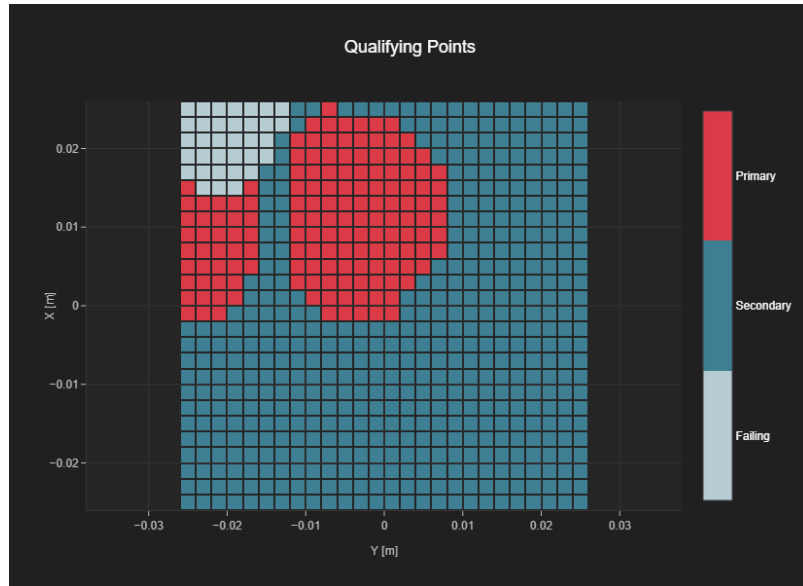 Qualifying Points
Primary
Secondary
Failing
X [m]
0.02
0.01
0
−0.01
−0.02
−0.03
−0.02
−0.01
0
0.01
0.02
0.03
Y [m]